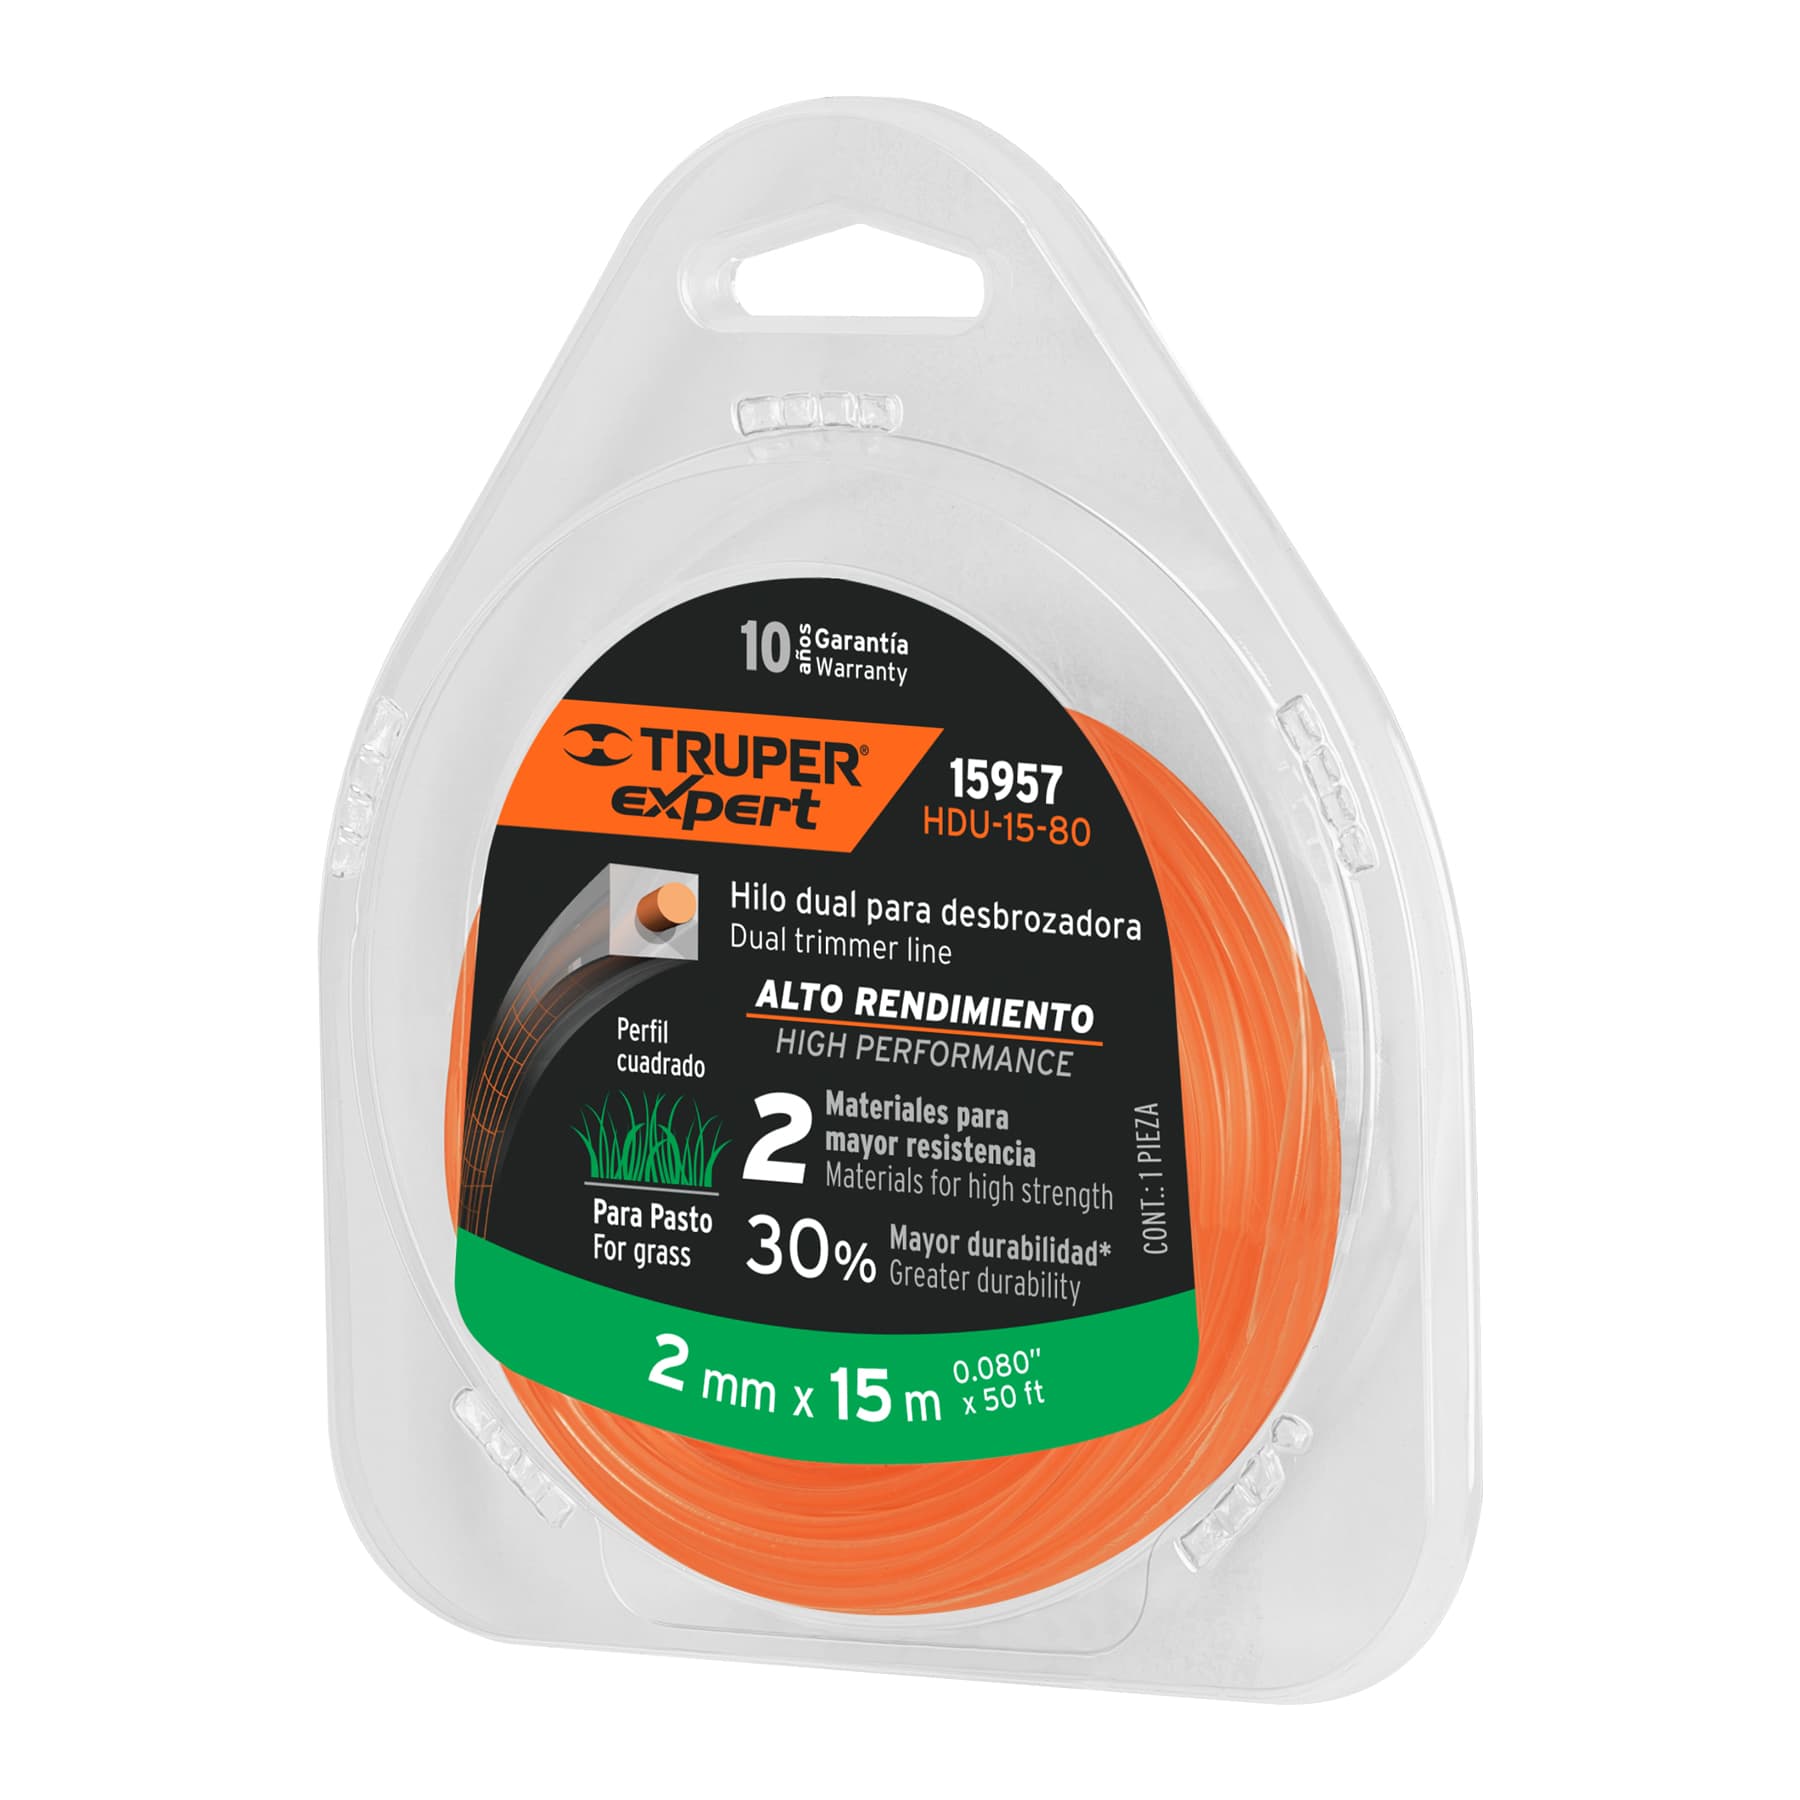 10 años Garantía
Warranty
TRUPER®
expert
15957
HDU-15-80
Hilo dual para desbrozadora
Dual trimmer line
ALTO RENDIMIENTO
HIGH PERFORMANCE
Perfil
cuadrado
2 Materiales para
mayor resistencia
Materials for high strength
Para Pasto
For grass
30% Mayor durabilidad*
Greater durability
CONT.: 1 PIEZA
2 mm x 15 m 0.080"
x 50 ft